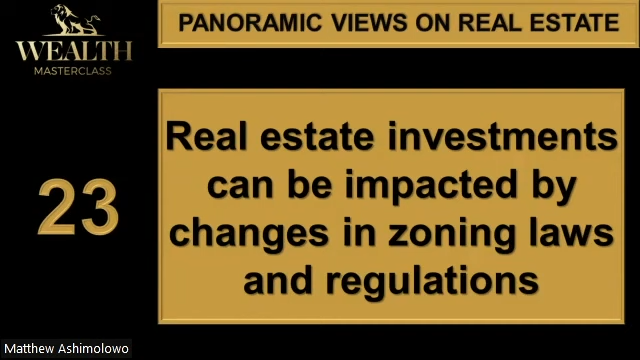 WEALTH
MASTERCLASS
PANORAMIC VIEWS ON REAL ESTATE
23
Real estate investments
can be impacted by
changes in zoning laws
and regulations
Matthew Ashimolowo